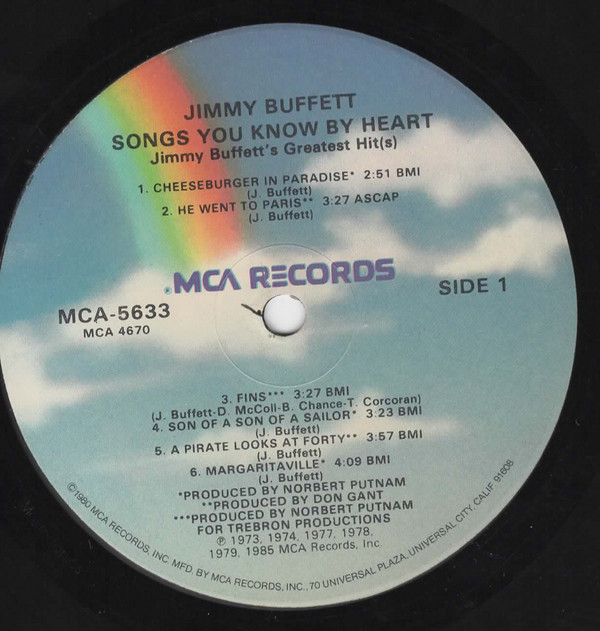 JIMMY BUFFETT
SONGS YOU KNOW BY HEART
Jimmy Buffett's Greatest Hit(s)
1. CHEESEBURGER IN PARADISE* 2:51 BMI
(J. Buffett)
2. HE WENT TO PARIS** 3:27 ASCAP
(J. Buffett)
®MCA RECORDS
MCA-5633
MCA 4670
SIDE 1
3. FINS*** 3:27 BMI
(J. Buffett-D. McColl-B. Chance-T. Corcoran)
4. SON OF A SON OF A SAILOR* 3:23 BMI
(J. Buffett)
5. A PIRATE LOOKS AT FORTY** 3:57 BMI
(J. Buffett)
6. MARGARITAVILLE* 4:09 BMI
(J. Buffett)
*PRODUCED BY NORBERT PUTNAM
**PRODUCED BY DON GANT
***PRODUCED BY NORBERT PUTNAM
FOR TREBRON PRODUCTIONS
℗ 1973, 1974, 1977, 1978,
1979, 1985 MCA Records, Inc.
©1980 MCA RECORDS, INC. MFD. BY MCA RECORDS, INC., 70 UNIVERSAL PLAZA, UNIVERSAL CITY, CALIF. 91608